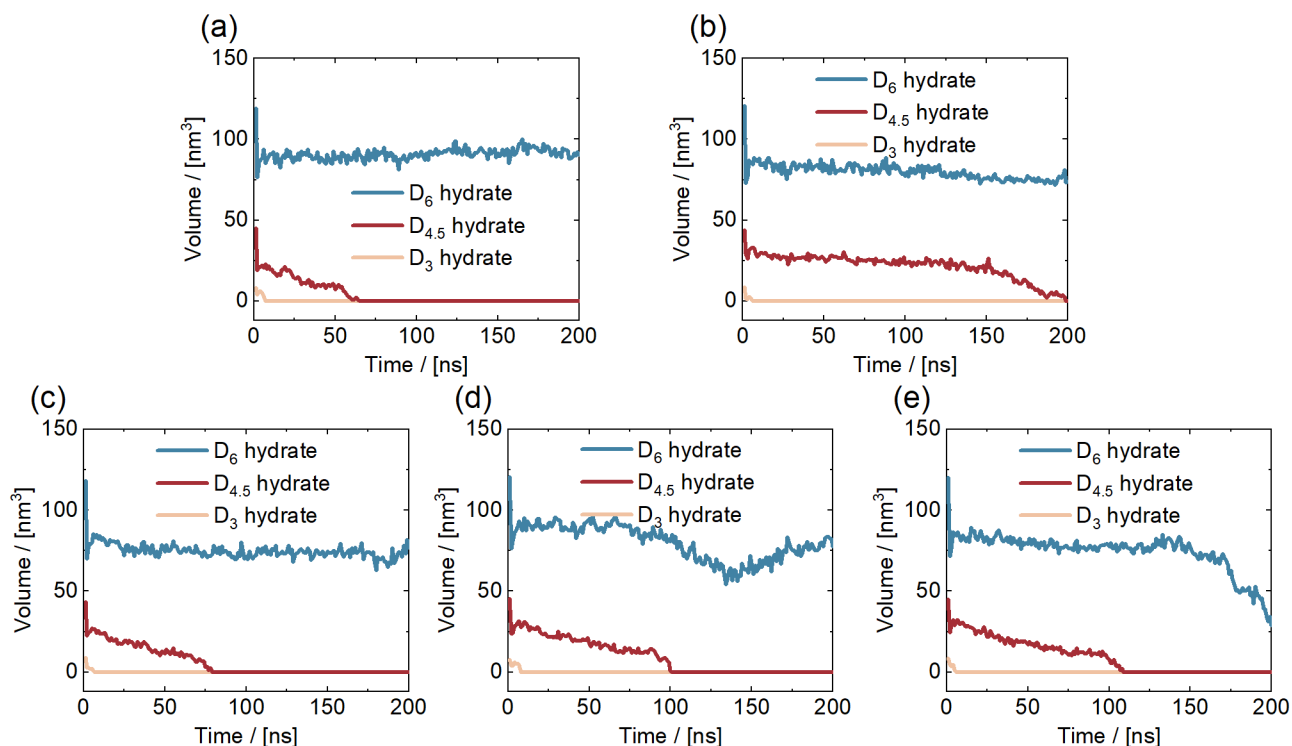 (a)
150
100
50
0
Volume / [nm³]
D₆ hydrate
D₄.₅ hydrate
D₃ hydrate
0 50 100 150 200
Time / [ns]
(b)
150
100
50
0
Volume / [nm³]
D₆ hydrate
D₄.₅ hydrate
D₃ hydrate
0 50 100 150 200
Time / [ns]
(c)
150
100
50
0
Volume / [nm³]
D₆ hydrate
D₄.₅ hydrate
D₃ hydrate
0 50 100 150 200
Time / [ns]
(d)
150
100
50
0
Volume / [nm³]
D₆ hydrate
D₄.₅ hydrate
D₃ hydrate
0 50 100 150 200
Time / [ns]
(e)
150
100
50
0
Volume / [nm³]
D₆ hydrate
D₄.₅ hydrate
D₃ hydrate
0 50 100 150 200
Time / [ns]